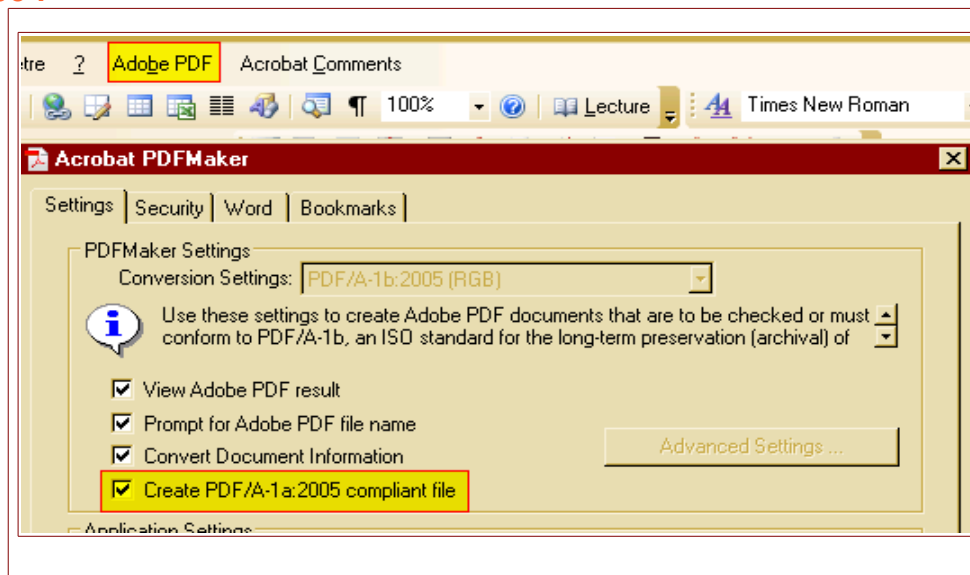 tre ? Adobe PDF Acrobat Comments
100% Lecture Times New Roman
Acrobat PDFMaker
Settings Security Word Bookmarks
PDFMaker Settings
Conversion Settings: PDF/A-1b:2005 (RGB)
Use these settings to create Adobe PDF documents that are to be checked or must
conform to PDF/A-1b, an ISO standard for the long-term preservation (archival) of
View Adobe PDF result
Prompt for Adobe PDF file name
Advanced Settings ...
Convert Document Information
Create PDF/A-1a:2005 compliant file
Application Settings